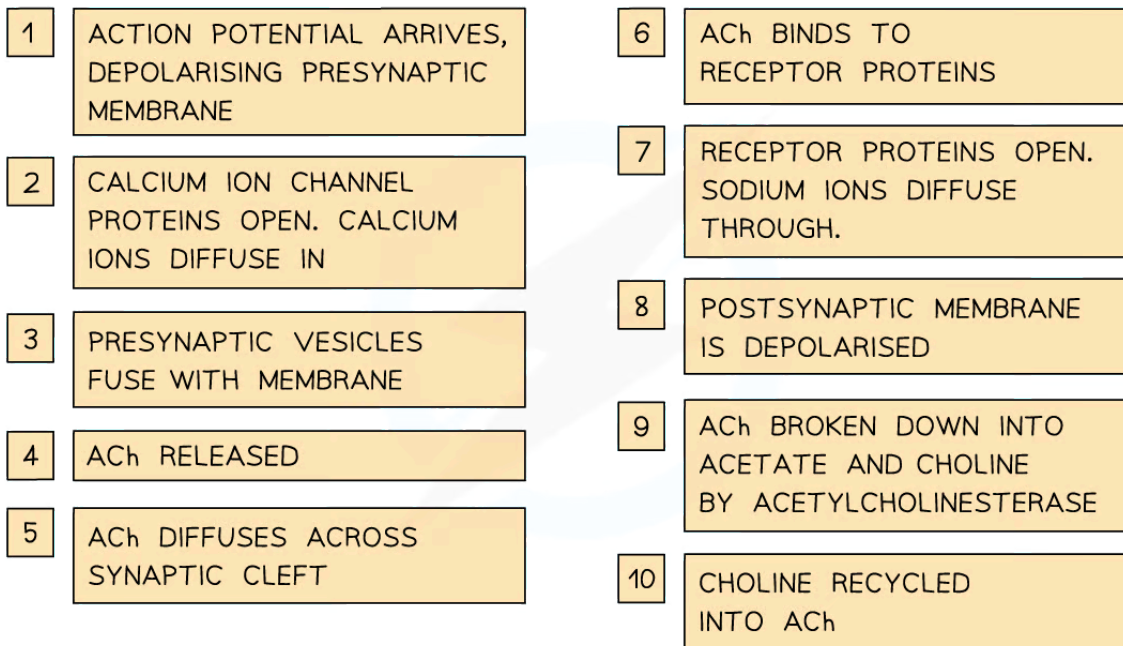 1
ACTION POTENTIAL ARRIVES,
DEPOLARISING PRESYNAPTIC
MEMBRANE
2
CALCIUM ION CHANNEL
PROTEINS OPEN. CALCIUM
IONS DIFFUSE IN
3
PRESYNAPTIC VESICLES
FUSE WITH MEMBRANE
4
ACh RELEASED
5
ACh DIFFUSES ACROSS
SYNAPTIC CLEFT
6
ACh BINDS TO
RECEPTOR PROTEINS
7
RECEPTOR PROTEINS OPEN.
SODIUM IONS DIFFUSE
THROUGH.
8
POSTSYNAPTIC MEMBRANE
IS DEPOLARISED
9
ACh BROKEN DOWN INTO
ACETATE AND CHOLINE
BY ACETYLCHOLINESTERASE
10
CHOLINE RECYCLED
INTO ACh